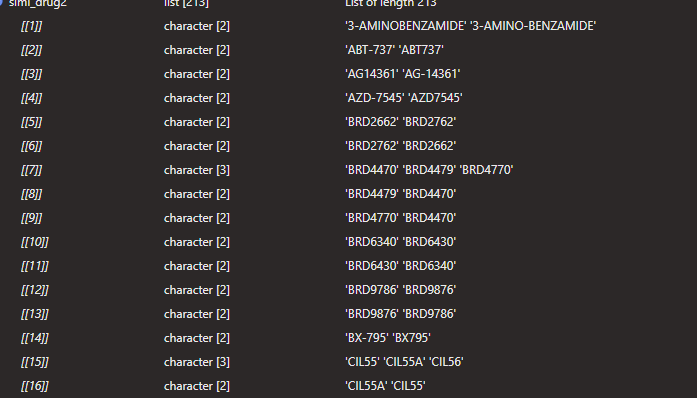 simi_drug2 list [213] List of length 213
[[1]] character [2] '3-AMINOBENZAMIDE' '3-AMINO-BENZAMIDE'
[[2]] character [2] 'ABT-737' 'ABT737'
[[3]] character [2] 'AG14361' 'AG-14361'
[[4]] character [2] 'AZD-7545' 'AZD7545'
[[5]] character [2] 'BRD2662' 'BRD2762'
[[6]] character [2] 'BRD2762' 'BRD2662'
[[7]] character [3] 'BRD4470' 'BRD4479' 'BRD4770'
[[8]] character [2] 'BRD4479' 'BRD4470'
[[9]] character [2] 'BRD4770' 'BRD4470'
[[10]] character [2] 'BRD6340' 'BRD6430'
[[11]] character [2] 'BRD6430' 'BRD6340'
[[12]] character [2] 'BRD9786' 'BRD9876'
[[13]] character [2] 'BRD9876' 'BRD9786'
[[14]] character [2] 'BX-795' 'BX795'
[[15]] character [3] 'CIL55' 'CIL55A' 'CIL56'
[[16]] character [2] 'CIL55A' 'CIL55'